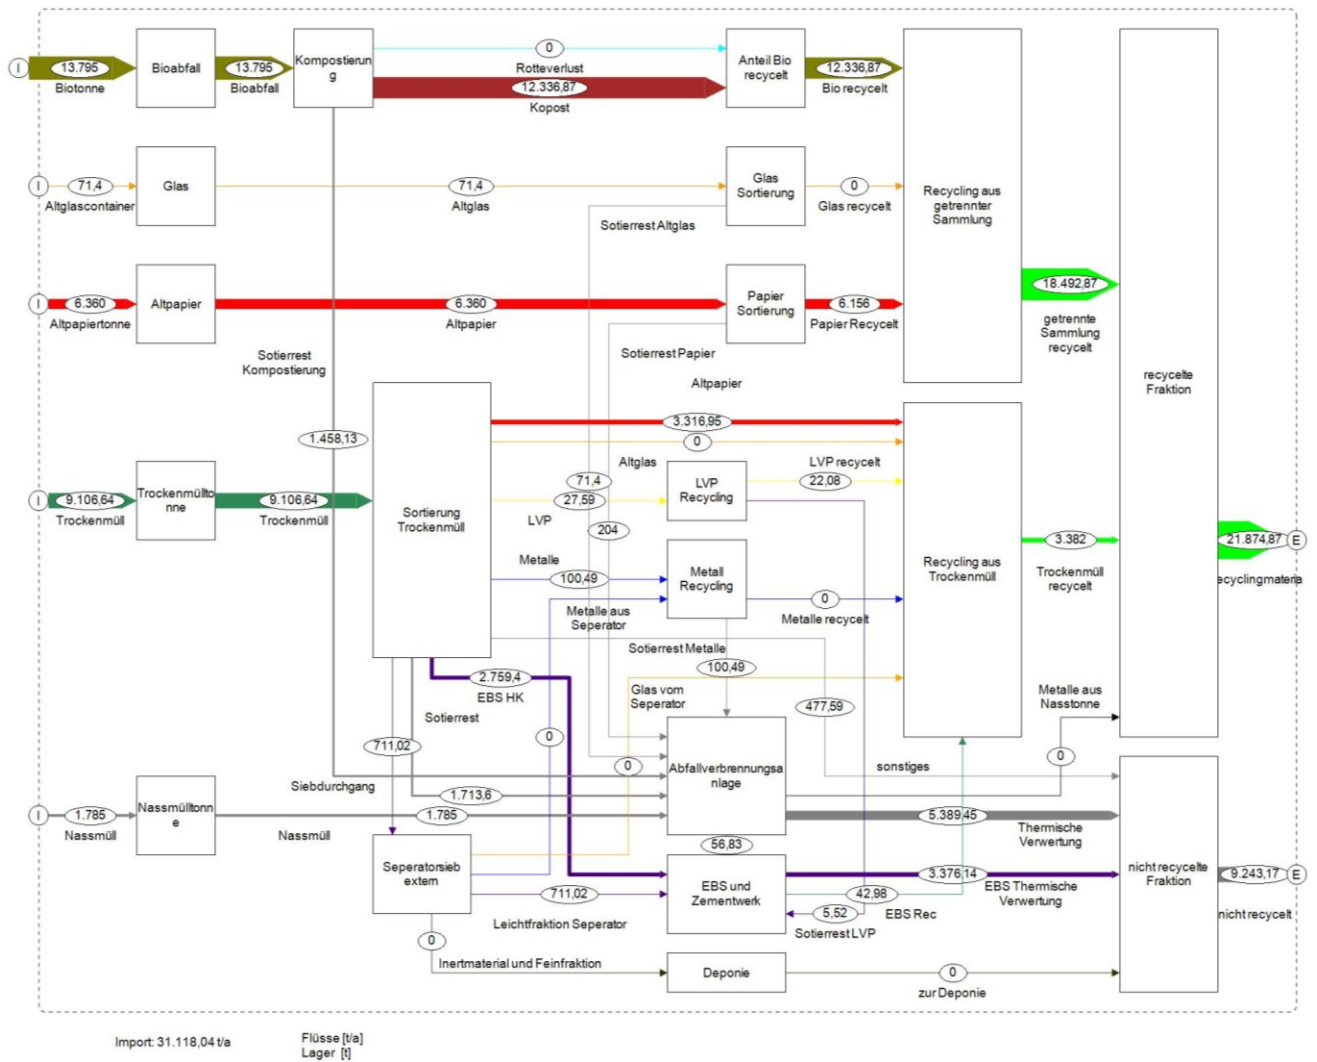 I
13.795
Biotonne
Bioabfall
13.795
Bioabfall
Kompostierun
g
0
Rotteverlust
12.336,87
Kopost
Anteil Bio
recycelt
12.336,87
Bio recycelt
I
71,4
Altglascontainer
Glas
71,4
Altglas
Glas
Sortierung
0
Glas recycelt
Sotierrest Altglas
Recycling aus
getrennter
Sammlung
I
6.360
Altpapiertonne
Altpapier
6.360
Altpapier
Papier
Sortierung
6.156
Papier Recycelt
Sotierrest Papier
18.492,87
getrennte
Sammlung
recycelt
recycelte
Fraktion
Sotierrest
Kompostierung
1.458,13
Altpapier
3.316,95
0
Altglas
I
9.106,64
Trockenmüll
Trockenmüllto
nne
9.106,64
Trockenmüll
Sortierung
Trockenmüll
27,59
LVP
71,4
204
LVP
Recycling
LVP recycelt
22,08
Metalle
100,49
Metalle aus
Seperator
Metall
Recycling
0
Metalle recycelt
Recycling aus
Trockenmüll
3.382
Trockenmüll
recycelt
21.874,87
E
ecyclingmateria
Sotierrest Metalle
100,49
2.759,4
EBS HK
Glas vom
Seperator
477,59
Metalle aus
Nasstonne
0
Sotierrest
711,02
0
0
Abfallverbrennungsa
nlage
sonstiges
Siebdurchgang
1.713,6
I
1.785
Nassmüll
Nassmülltonn
e
Nassmüll
1.785
5.389,45
Thermische
Verwertung
56,83
Seperatorsieb
extern
711,02
Leichtfraktion Seperator
EBS und
Zementwerk
3.376,14
EBS Thermische
Verwertung
42,98
EBS Rec
5,52
Sotierrest LVP
nicht recycelte
Fraktion
9.243,17
E
nicht recycelt
0
Inertmaterial und Feinfraktion
Deponie
0
zur Deponie
Import: 31.118,04 t/a
Flüsse [t/a]
Lager [t]